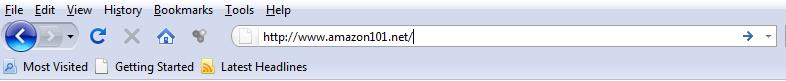 File Edit View History Bookmarks Tools Help
http://www.amazon101.net/
Most Visited Getting Started Latest Headlines